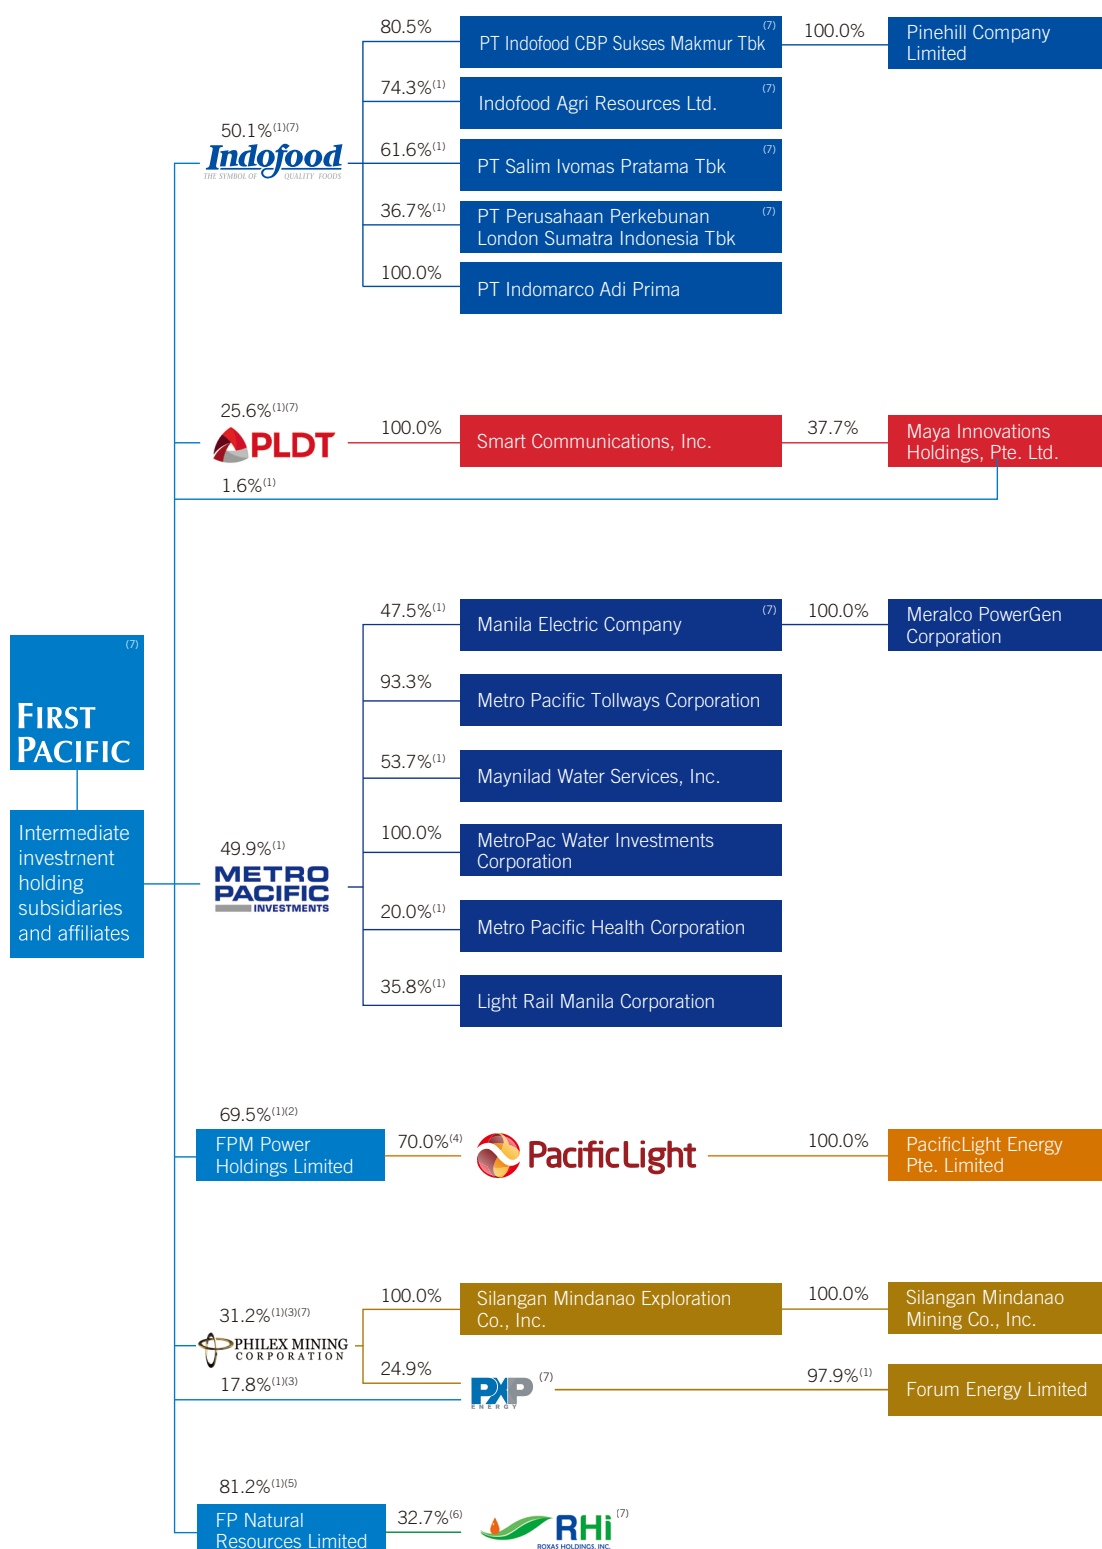 80.5%
PT Indofood CBP Sukses Makmur Tbk (7)
100.0%
Pinehill Company
Limited
74.3%(1)
Indofood Agri Resources Ltd. (7)
50.1%(1)(7)
Indofood
THE SYMBOL OF QUALITY FOODS
61.6%(1)
PT Salim Ivomas Pratama Tbk (7)
36.7%(1)
PT Perusahaan Perkebunan (7)
London Sumatra Indonesia Tbk
100.0%
PT Indomarco Adi Prima
25.6%(1)(7)
PLDT
100.0%
Smart Communications, Inc.
37.7%
Maya Innovations
Holdings, Pte. Ltd.
1.6%(1)
47.5%(1)
Manila Electric Company (7)
100.0%
Meralco PowerGen
Corporation
(7)
FIRST
PACIFIC
93.3%
Metro Pacific Tollways Corporation
53.7%(1)
Maynilad Water Services, Inc.
Intermediate
investment
holding
subsidiaries
and affiliates
49.9%(1)
METRO
PACIFIC
INVESTMENTS
100.0%
MetroPac Water Investments
Corporation
20.0%(1)
Metro Pacific Health Corporation
35.8%(1)
Light Rail Manila Corporation
69.5%(1)(2)
FPM Power
Holdings Limited
70.0%(4)
PacificLight
100.0%
PacificLight Energy
Pte. Limited
31.2%(1)(3)(7)
PHILEX MINING
CORPORATION
100.0%
Silangan Mindanao Exploration
Co., Inc.
100.0%
Silangan Mindanao
Mining Co., Inc.
17.8%(1)(3)
24.9%
PXP (7)
ENERGY
97.9%(1)
Forum Energy Limited
81.2%(1)(5)
FP Natural
Resources Limited
32.7%(6)
RHi (7)
ROXAS HOLDINGS. INC.